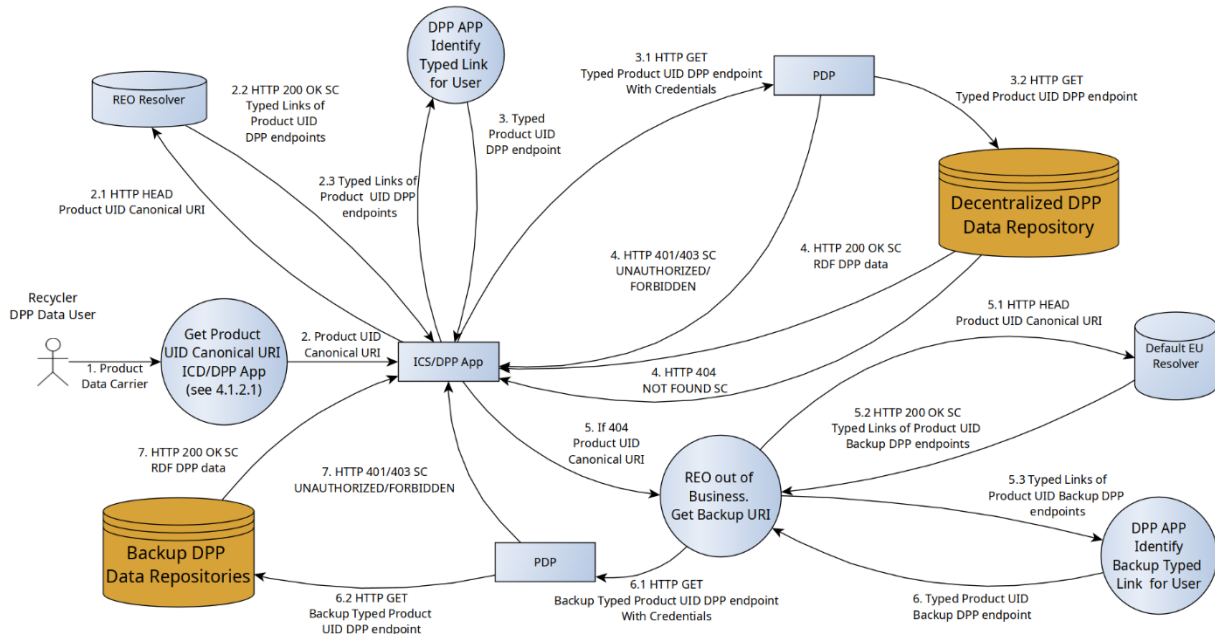 DPP APP
Identify
Typed Link
for User
3.1 HTTP GET
Typed Product UID DPP endpoint
With Credentials
PDP
3.2 HTTP GET
Typed Product UID DPP endpoint
2.2 HTTP 200 OK SC
Typed Links of
Product UID
DPP endpoints
REO Resolver
3. Typed
Product UID
DPP endpoint
2.1 HTTP HEAD
Product UID Canonical URI
2.3 Typed Links of
Product UID DPP
endpoints
Decentralized DPP
Data Repository
4. HTTP 401/403 SC
UNAUTHORIZED/
FORBIDDEN
4. HTTP 200 OK SC
RDF DPP data
Recycler
DPP Data User
1. Product
Data Carrier
Get Product
UID Canonical URI
ICD/DPP App
(see 4.1.2.1)
2. Product UID
Canonical URI
ICS/DPP App
4. HTTP 404
NOT FOUND SC
5.1 HTTP HEAD
Product UID Canonical URI
Default EU
Resolver
5.2 HTTP 200 OK SC
Typed Links of Product UID
Backup DPP endpoints
5. If 404
Product UID
Canonical URI
7. HTTP 200 OK SC
RDF DPP data
7. HTTP 401/403 SC
UNAUTHORIZED/FORBIDDEN
REO out of
Business.
Get Backup URI
5.3 Typed Links of
Product UID Backup DPP
endpoints
DPP APP
Identify
Backup Typed
Link for User
Backup DPP
Data Repositories
PDP
6.2 HTTP GET
Backup Typed Product
UID DPP endpoint
6.1 HTTP GET
Backup Typed Product UID DPP endpoint
With Credentials
6. Typed Product UID
Backup DPP endpoint